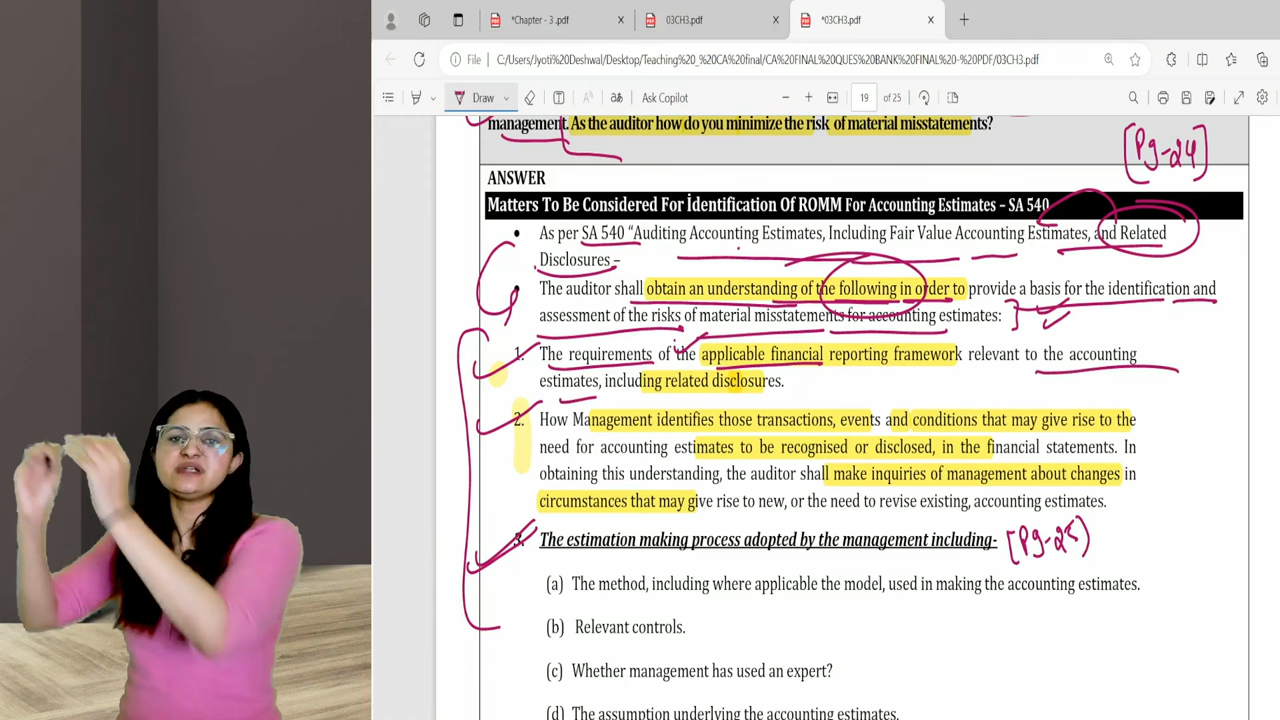 *Chapter - 3 .pdf
03CH3.pdf
*03CH3.pdf
File
C:/Users/Jyoti%20Deshwal/Desktop/Teaching%20_%20CA%20final/CA%20FINAL%20QUES%20BANK%20FINAL%20-%20PDF/03CH3.pdf
Draw
Ask Copilot
19 of 25
management. As the auditor how do you minimize the risk of material misstatements?
[Pg-24]
ANSWER
Matters To Be Considered For Identification Of ROMM For Accounting Estimates – SA 540
• As per SA 540 “Auditing Accounting Estimates, Including Fair Value Accounting Estimates, and Related
Disclosures –
• The auditor shall obtain an understanding of the following in order to provide a basis for the identification and
assessment of the risks of material misstatements for accounting estimates:
1. The requirements of the applicable financial reporting framework relevant to the accounting
estimates, including related disclosures.
2. How Management identifies those transactions, events and conditions that may give rise to the
need for accounting estimates to be recognised or disclosed, in the financial statements. In
obtaining this understanding, the auditor shall make inquiries of management about changes in
circumstances that may give rise to new, or the need to revise existing, accounting estimates.
3. The estimation making process adopted by the management including- [Pg-25]
(a) The method, including where applicable the model, used in making the accounting estimates.
(b) Relevant controls.
(c) Whether management has used an expert?
(d) The assumption underlying the accounting estimates.